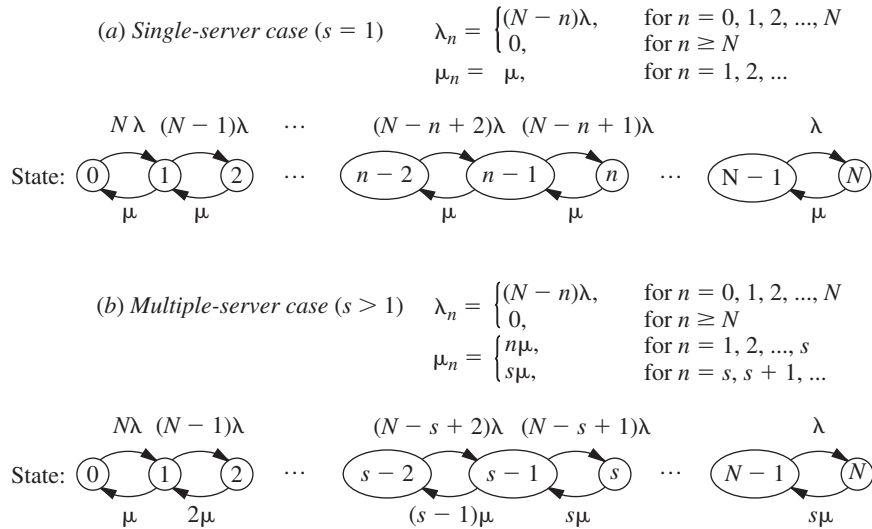 (a) Single-server case (s = 1)
λn = { (N − n)λ, for n = 0, 1, 2, ..., N
0, for n ≥ N
μn = μ, for n = 1, 2, ...
Nλ (N − 1)λ ··· (N − n + 2)λ (N − n + 1)λ λ
State: 0 1 2 ··· n − 2 n − 1 n ··· N − 1 N
μ μ μ μ μ
(b) Multiple-server case (s > 1)
λn = { (N − n)λ, for n = 0, 1, 2, ..., N
0, for n ≥ N
μn = { nμ, for n = 1, 2, ..., s
sμ, for n = s, s + 1, ...
Nλ (N − 1)λ (N − s + 2)λ (N − s + 1)λ λ
State: 0 1 2 ··· s − 2 s − 1 s ··· N − 1 N
μ 2μ (s − 1)μ sμ sμ